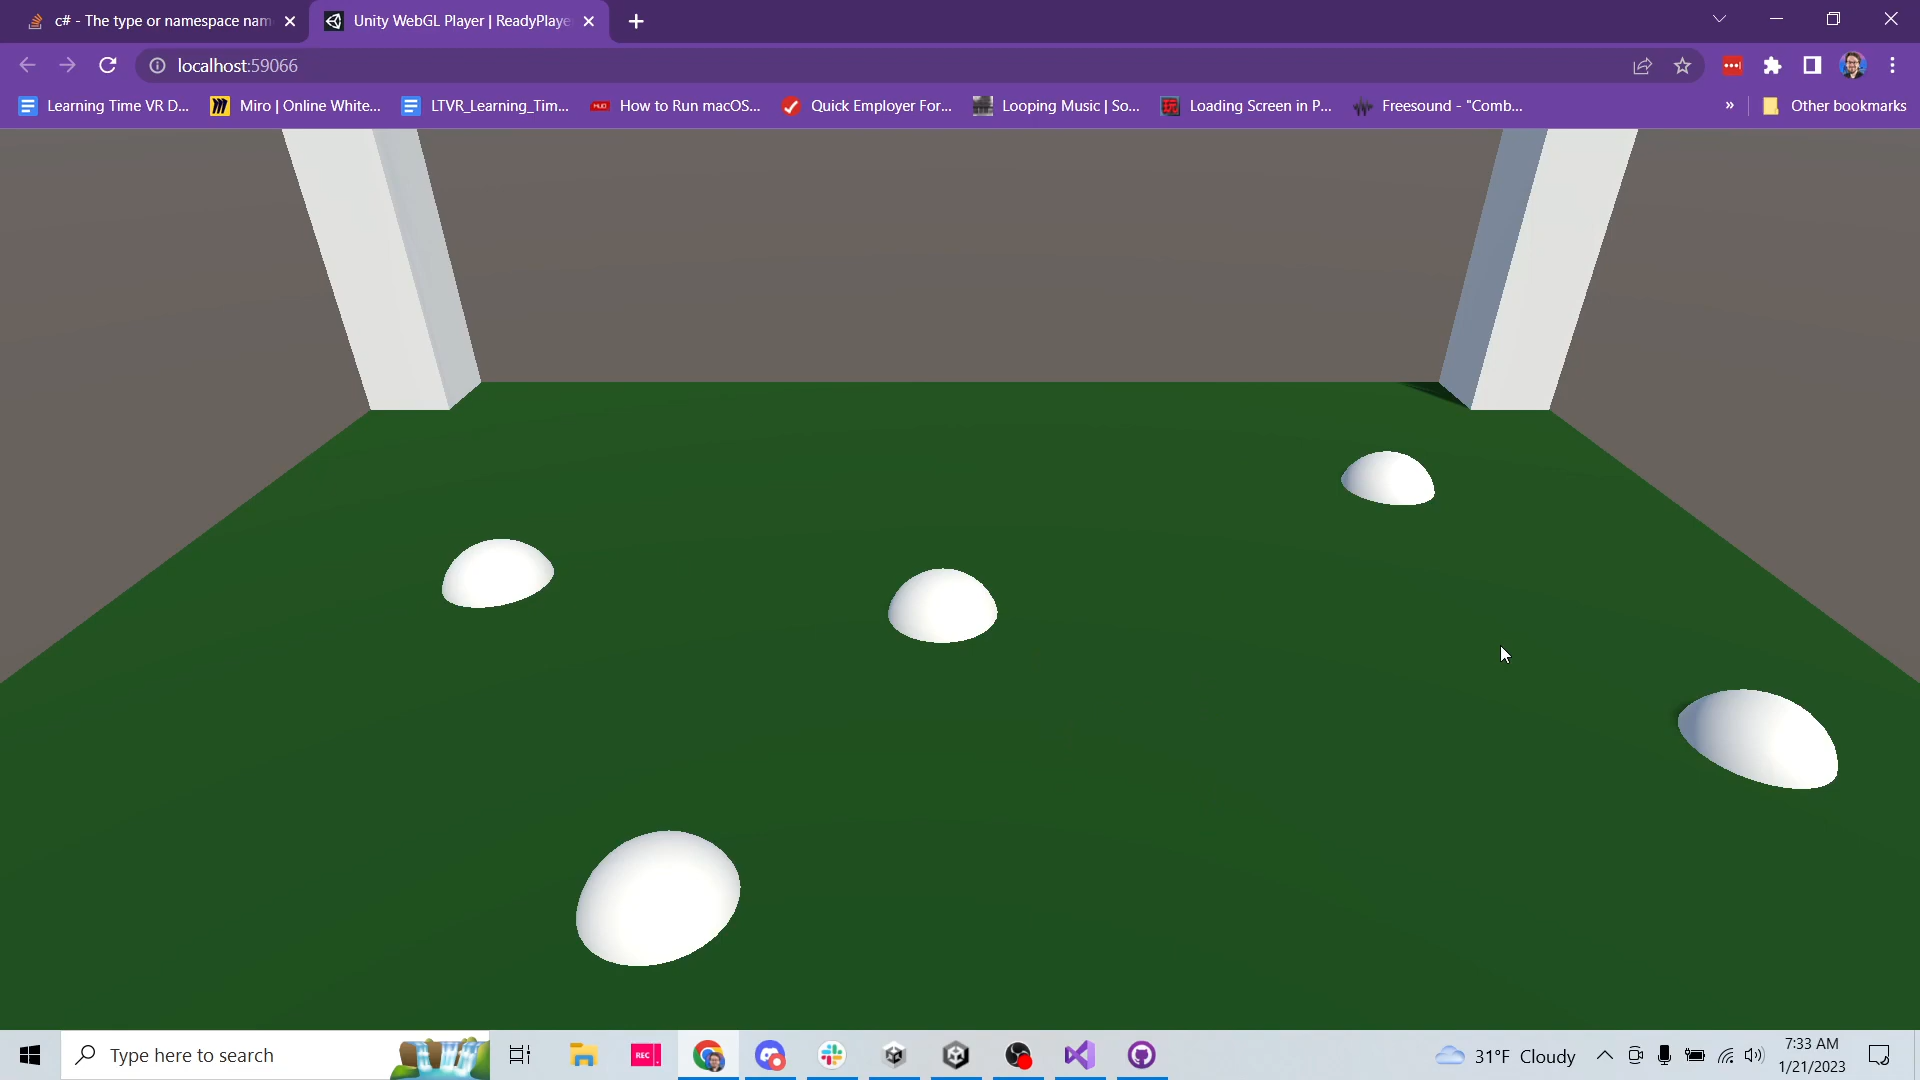 c# - The type or namespace nam
Unity WebGL Player | ReadyPlaye
localhost:59066
Learning Time VR D...
Miro | Online White...
LTVR_Learning_Tim...
How to Run macOS...
Quick Employer For...
Looping Music | So...
Loading Screen in P...
Freesound - "Comb...
»
Other bookmarks
Type here to search
REC
31°F Cloudy
7:33 AM
1/21/2023